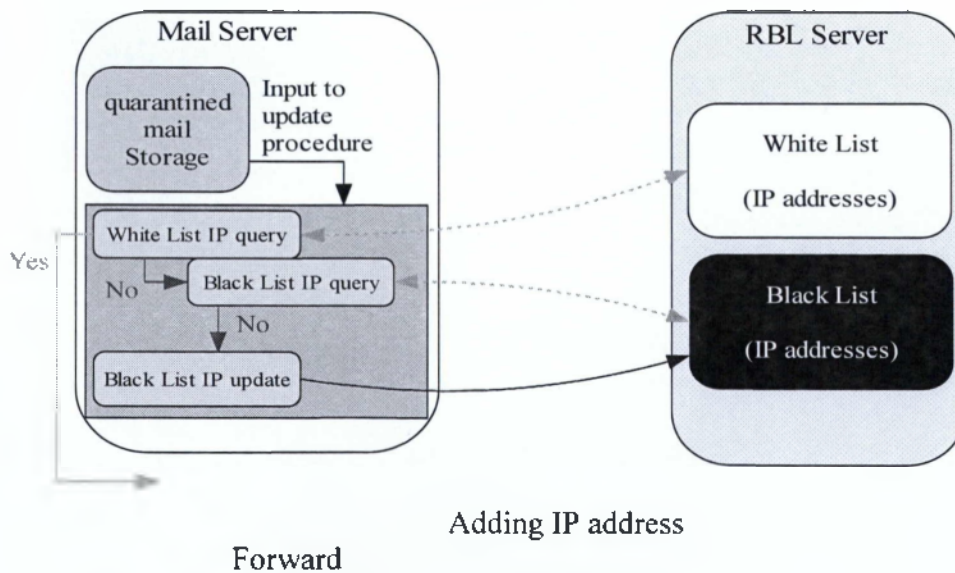 Mail Server
quarantined
mail
Storage
Input to
update
procedure
White List IP query
Yes
No
Black List IP query
No
Black List IP update
RBL Server
White List
(IP addresses)
Black List
(IP addresses)
Adding IP address
Forward